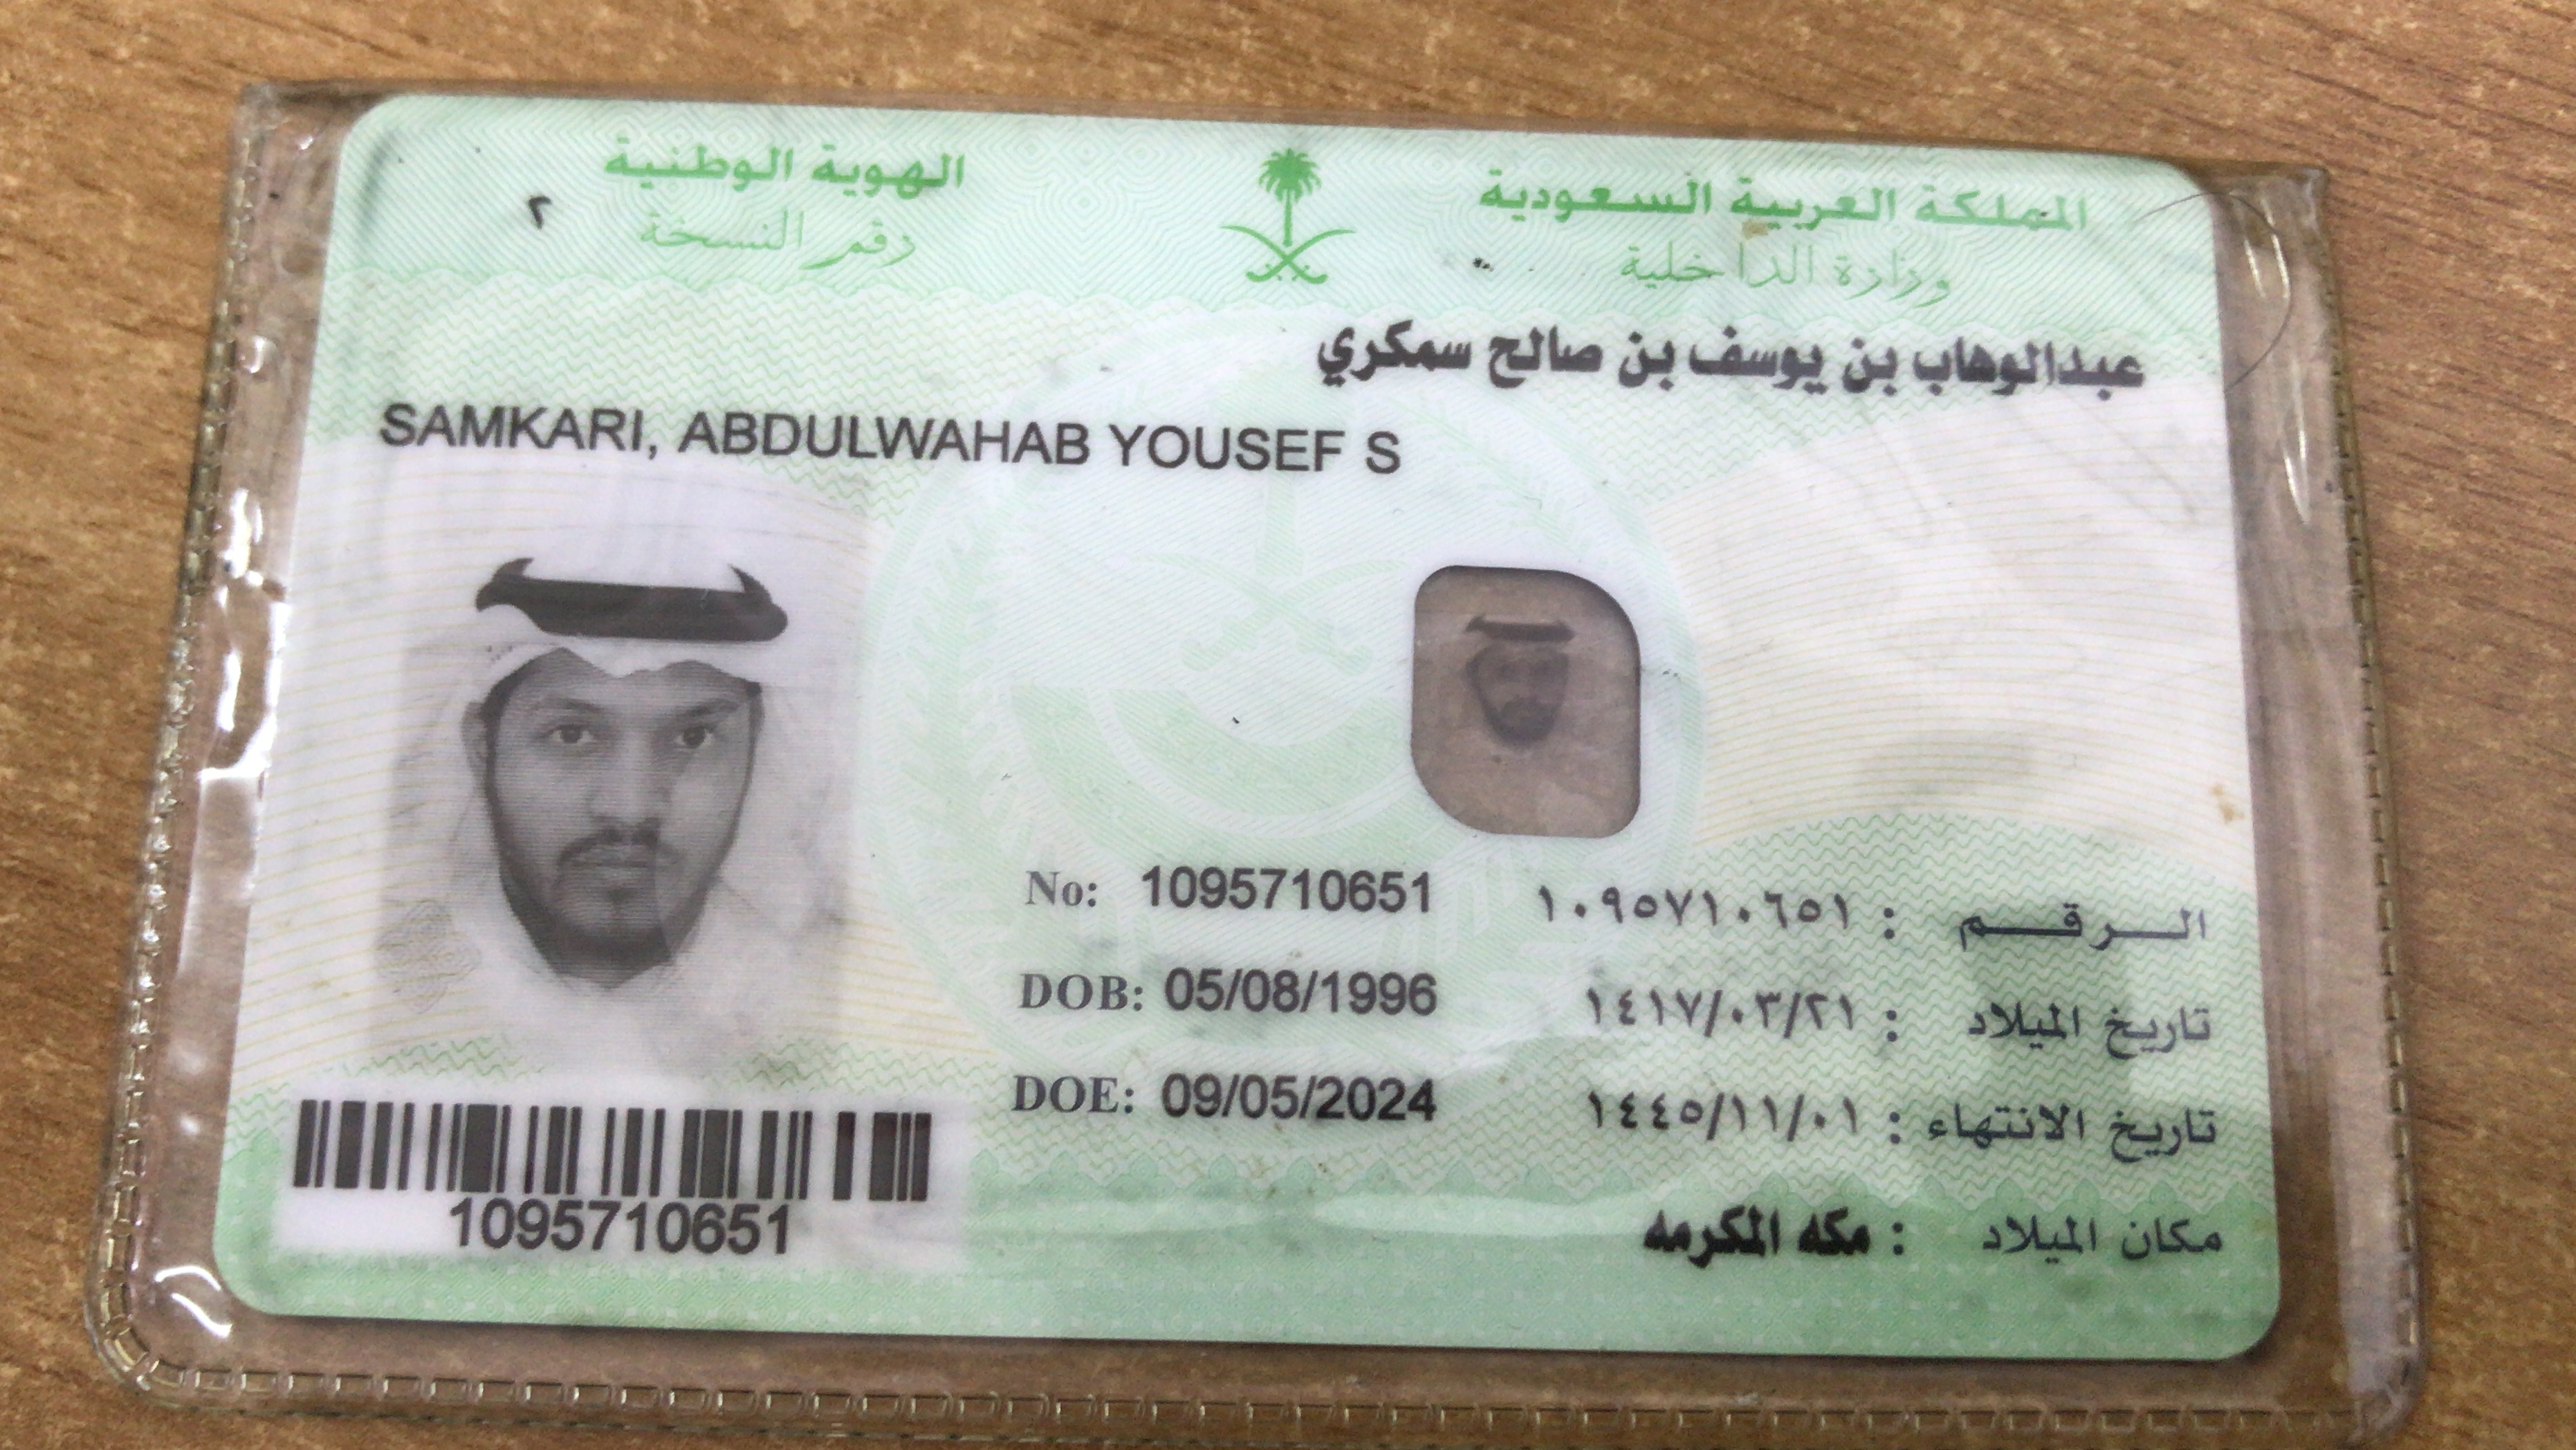 المملكة العربية السعودية
وزارة الداخلية
الهوية الوطنية
رقم النسخة ٢
عبدالوهاب بن يوسف بن صالح سمكري
SAMKARI, ABDULWAHAB YOUSEF S
الرقم : ١٠٩٥٧١٠٦٥١
No: 1095710651
تاريخ الميلاد : ١٤١٧/٠٣/٢١
DOB: 05/08/1996
تاريخ الانتهاء : ١٤٤٥/١١/٠١
DOE: 09/05/2024
مكان الميلاد : مكه المكرمه
1095710651